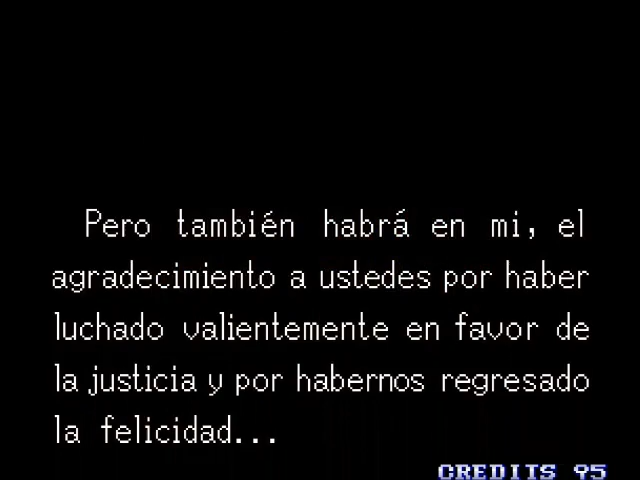 Pero también habrá en mi, el
agradecimiento a ustedes por haber
luchado valientemente en favor de
la justicia y por habernos regresado
la felicidad...
CREDITS 95